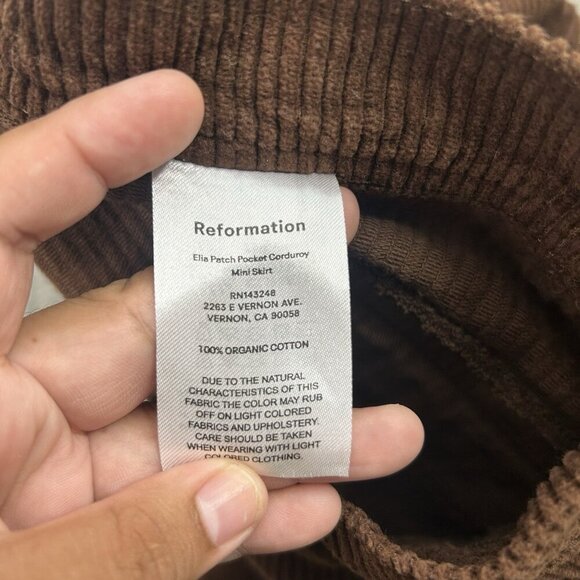 Reformation
Elia Patch Pocket Corduroy
Mini Skirt
RN143248
2263 E VERNON AVE.
VERNON, CA 90058
100% ORGANIC COTTON
DUE TO THE NATURAL
CHARACTERISTICS OF THIS
FABRIC THE COLOR MAY RUB
OFF ON LIGHT COLORED
FABRICS AND UPHOLSTERY.
CARE SHOULD BE TAKEN
WHEN WEARING WITH LIGHT
COLORED CLOTHING.